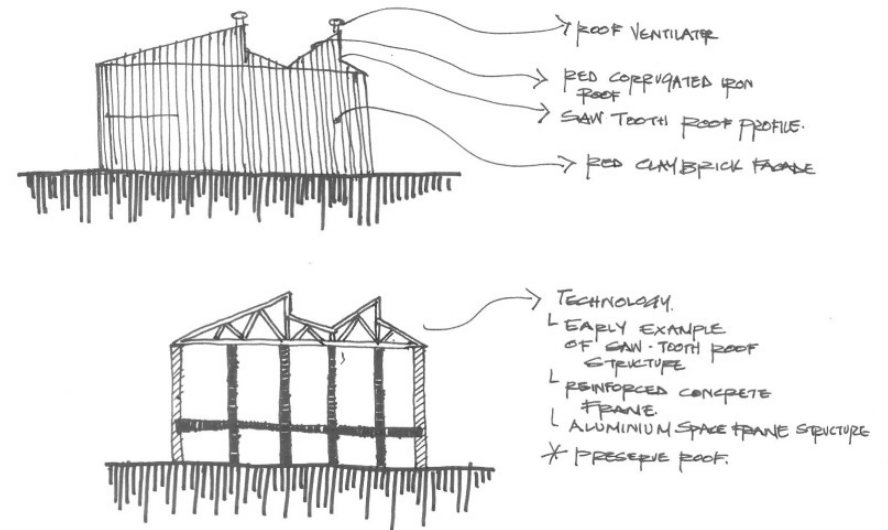 ROOF VENTILATER
RED CORRUGATED IRON
ROOF
SAW TOOTH ROOF PROFILE.
RED CLAY BRICK FACADE
TECHNOLOGY.
EARLY EXAMPLE
OF SAW-TOOTH ROOF
STRUCTURE
REINFORCED CONCRETE
FRAME.
ALUMINIUM SPACE FRAME STRUCTURE
* PRESERVE ROOF.